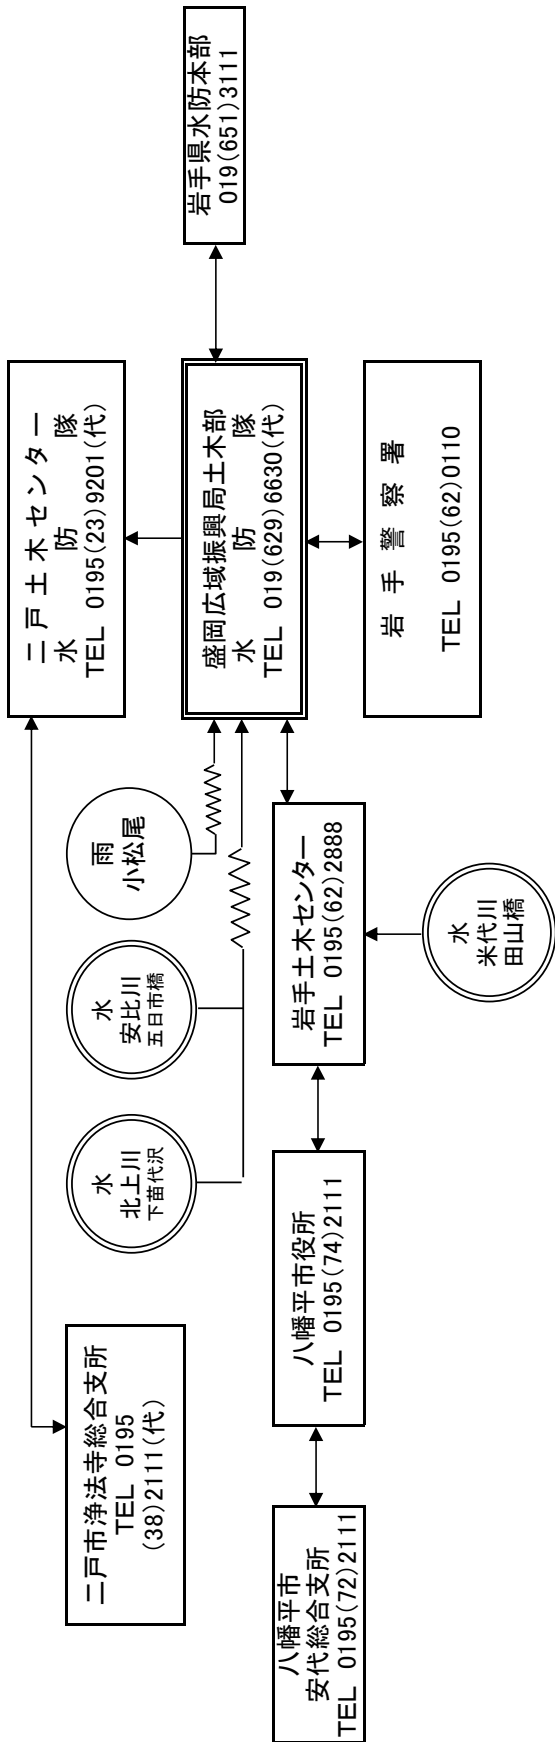 二戸市浄法寺総合支所
TEL 0195
(38)2111(代)
二戸土木センター
水　防　隊
TEL 0195(23)9201(代)
水
北上川
下苗代沢
水
安比川
五日市橋
雨
小松尾
盛岡広域振興局土木部
水　防　隊
TEL 019(629)6630(代)
岩手県水防本部
019(651)3111
八幡平市
安代総合支所
TEL 0195(72)2111
八幡平市役所
TEL 0195(74)2111
岩手土木センター
TEL 0195(62)2888
岩手警察署
TEL 0195(62)0110
水
米代川
田山橋